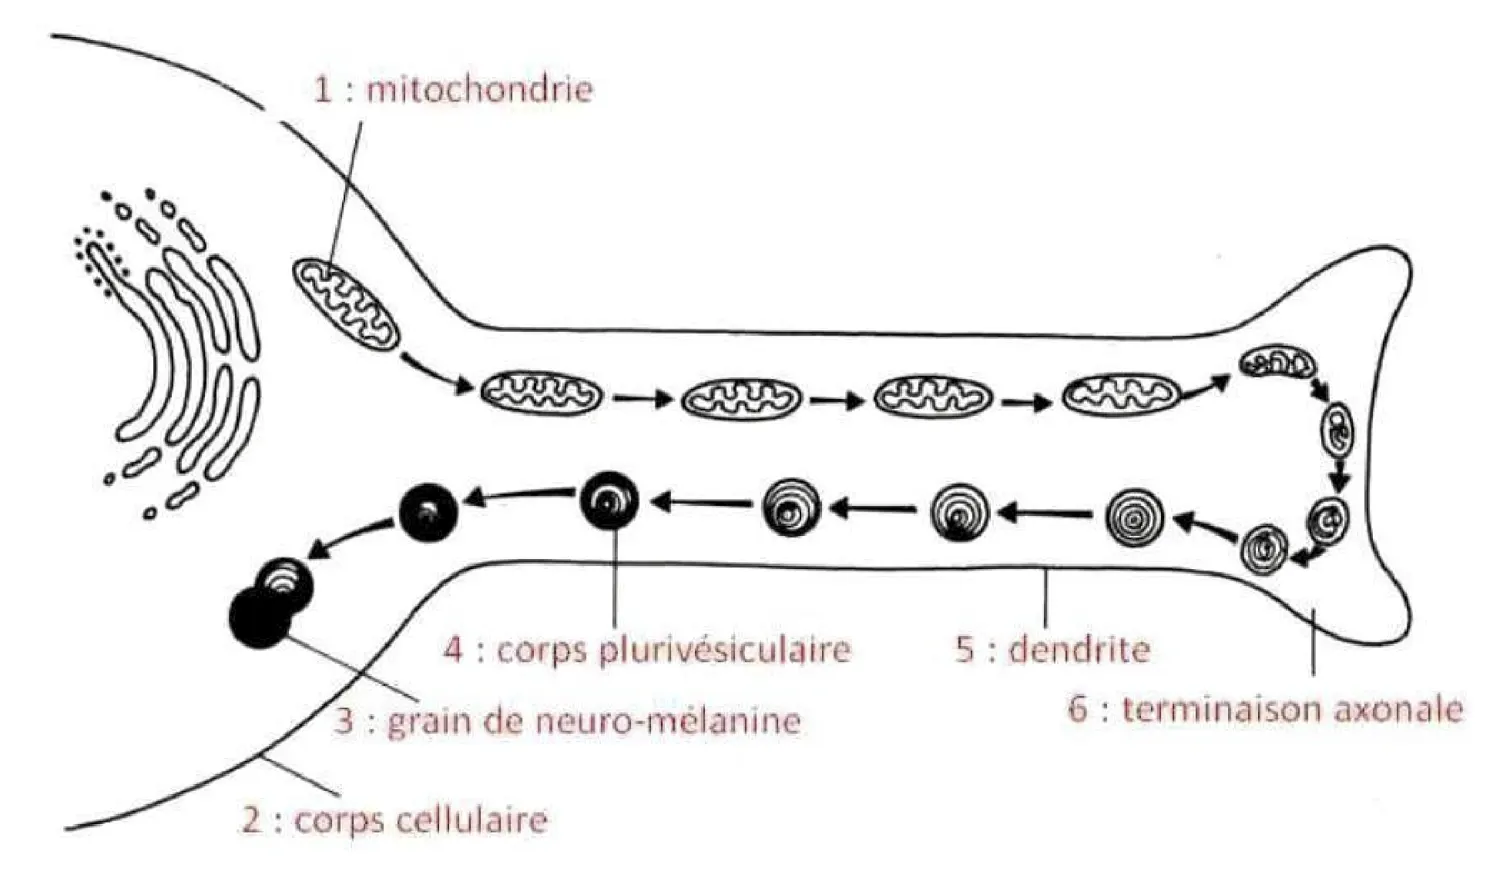 1 : mitochondrie
4 : corps plurivésiculaire
5 : dendrite
3 : grain de neuro-mélanine
6 : terminaison axonale
2 : corps cellulaire